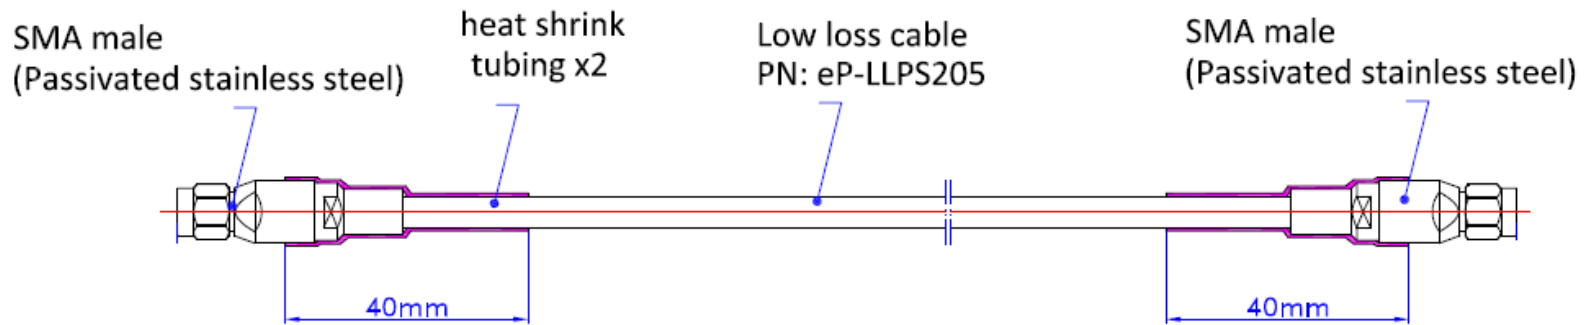 SMA male
(Passivated stainless steel)
heat shrink
tubing x2
Low loss cable
PN: eP-LLPS205
SMA male
(Passivated stainless steel)
40mm
40mm